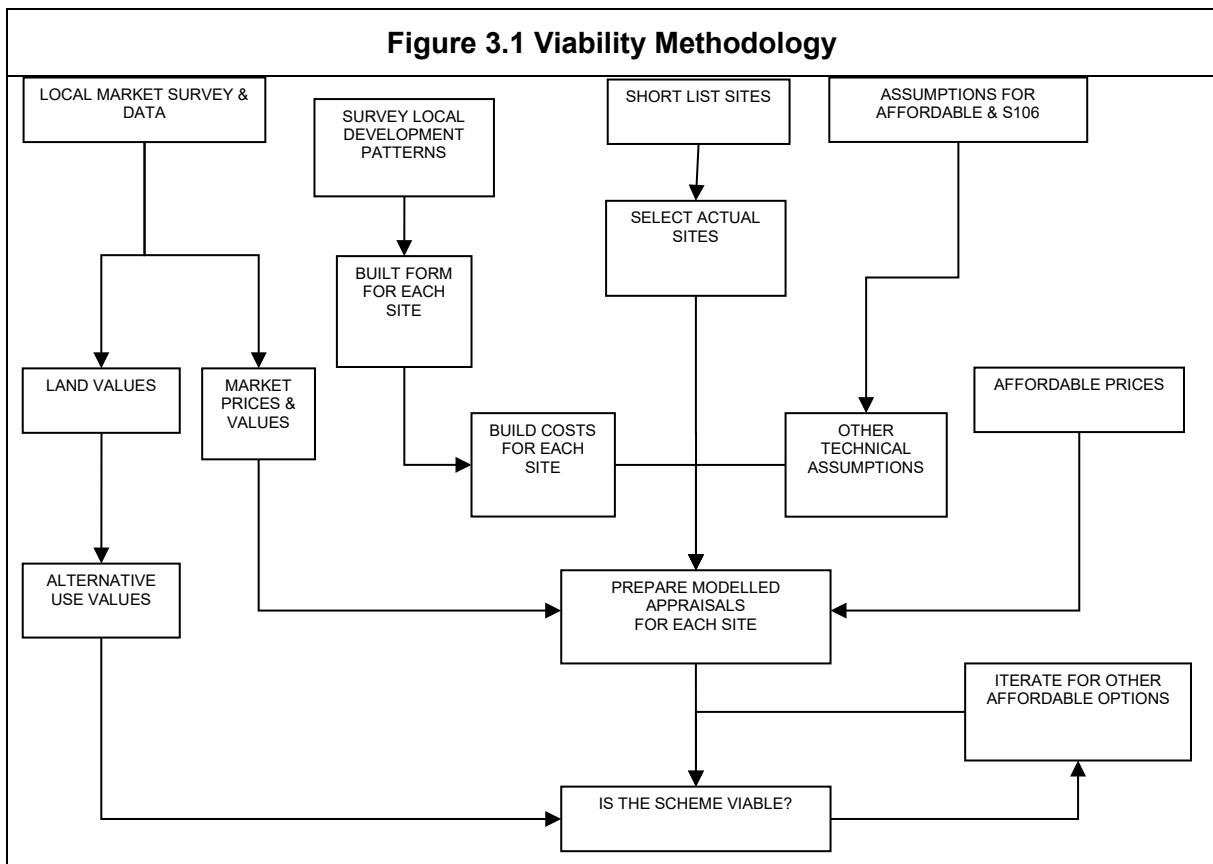 Figure 3.1 Viability Methodology
LOCAL MARKET SURVEY &
DATA
SURVEY LOCAL
DEVELOPMENT
PATTERNS
SHORT LIST SITES
ASSUMPTIONS FOR
AFFORDABLE & S106
SELECT ACTUAL
SITES
BUILT FORM
FOR EACH
SITE
LAND VALUES
MARKET
PRICES &
VALUES
BUILD COSTS
FOR EACH
SITE
OTHER
TECHNICAL
ASSUMPTIONS
AFFORDABLE PRICES
ALTERNATIVE
USE VALUES
PREPARE MODELLED
APPRAISALS
FOR EACH SITE
ITERATE FOR OTHER
AFFORDABLE OPTIONS
IS THE SCHEME VIABLE?